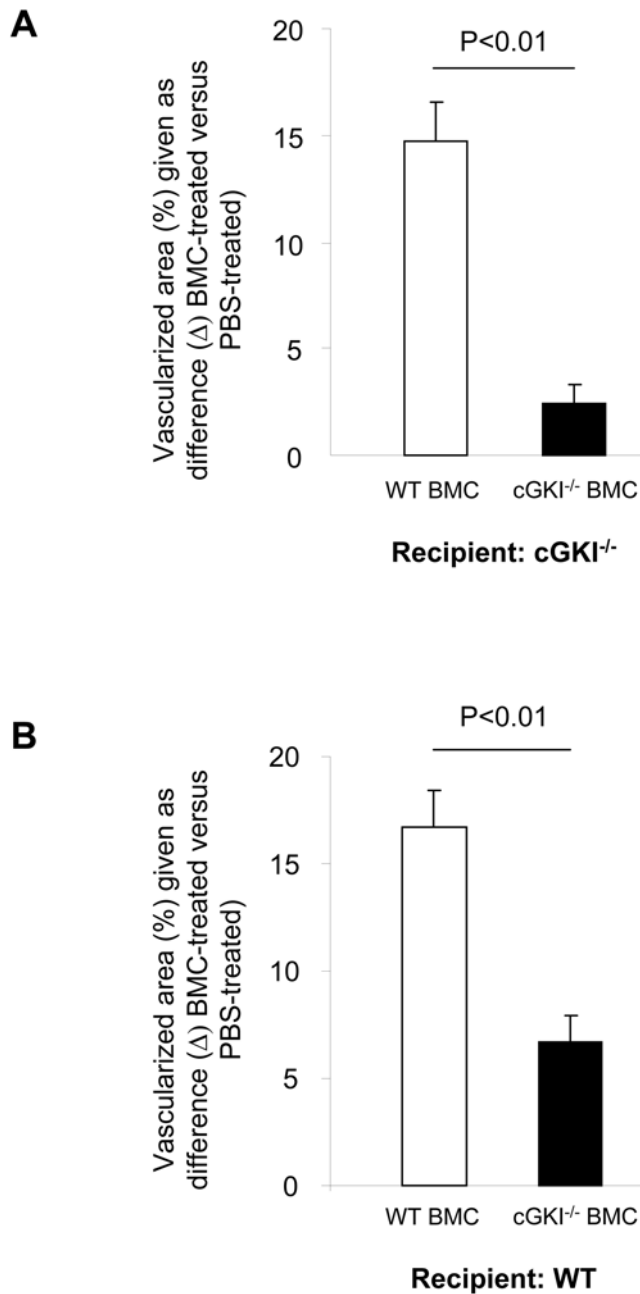 A
Vascularized area (%) given as
difference (Δ) BMC-treated versus
PBS-treated)
20
15
10
5
0
P<0.01
WT BMC
cGKI-/- BMC
Recipient: cGKI-/-
B
Vascularized area (%) given as
difference (Δ) BMC-treated versus
PBS-treated)
20
15
10
5
0
P<0.01
WT BMC
cGKI-/- BMC
Recipient: WT